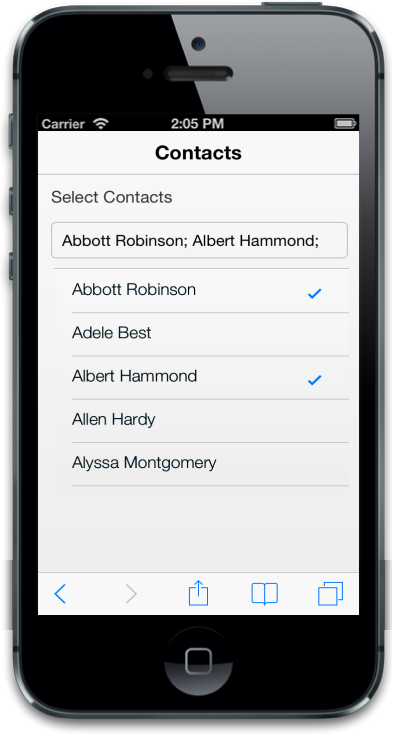 Carrier 2:05 PM
Contacts
Select Contacts
Abbott Robinson; Albert Hammond;
Abbott Robinson
Adele Best
Albert Hammond
Allen Hardy
Alyssa Montgomery